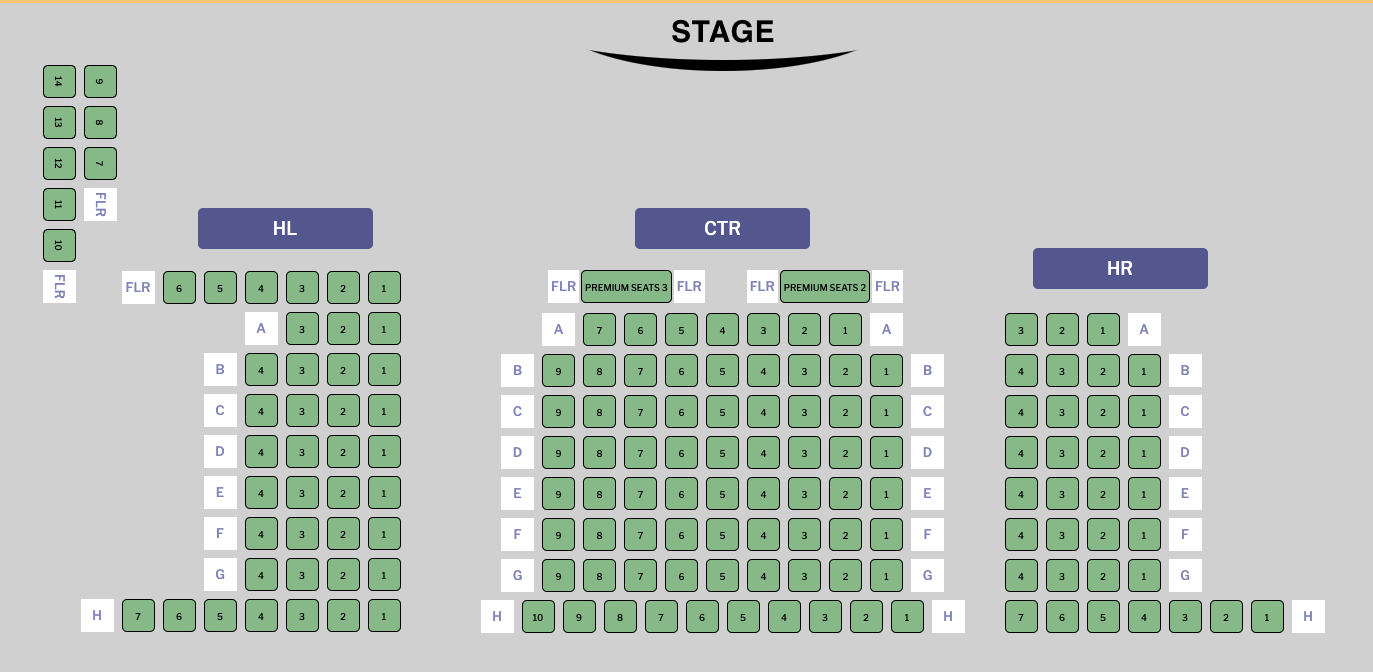 STAGE
14 9
13 8
12 7
11 FLR
10
FLR
HL
CTR
HR
FLR 6 5 4 3 2 1
FLR PREMIUM SEATS 3 FLR FLR PREMIUM SEATS 2 FLR
A 3 2 1
A 7 6 5 4 3 2 1 A
3 2 1 A
B 4 3 2 1
B 9 8 7 6 5 4 3 2 1 B
4 3 2 1 B
C 4 3 2 1
C 9 8 7 6 5 4 3 2 1 C
4 3 2 1 C
D 4 3 2 1
D 9 8 7 6 5 4 3 2 1 D
4 3 2 1 D
E 4 3 2 1
E 9 8 7 6 5 4 3 2 1 E
4 3 2 1 E
F 4 3 2 1
F 9 8 7 6 5 4 3 2 1 F
4 3 2 1 F
G 4 3 2 1
G 9 8 7 6 5 4 3 2 1 G
4 3 2 1 G
H 7 6 5 4 3 2 1
H 10 9 8 7 6 5 4 3 2 1 H
7 6 5 4 3 2 1 H